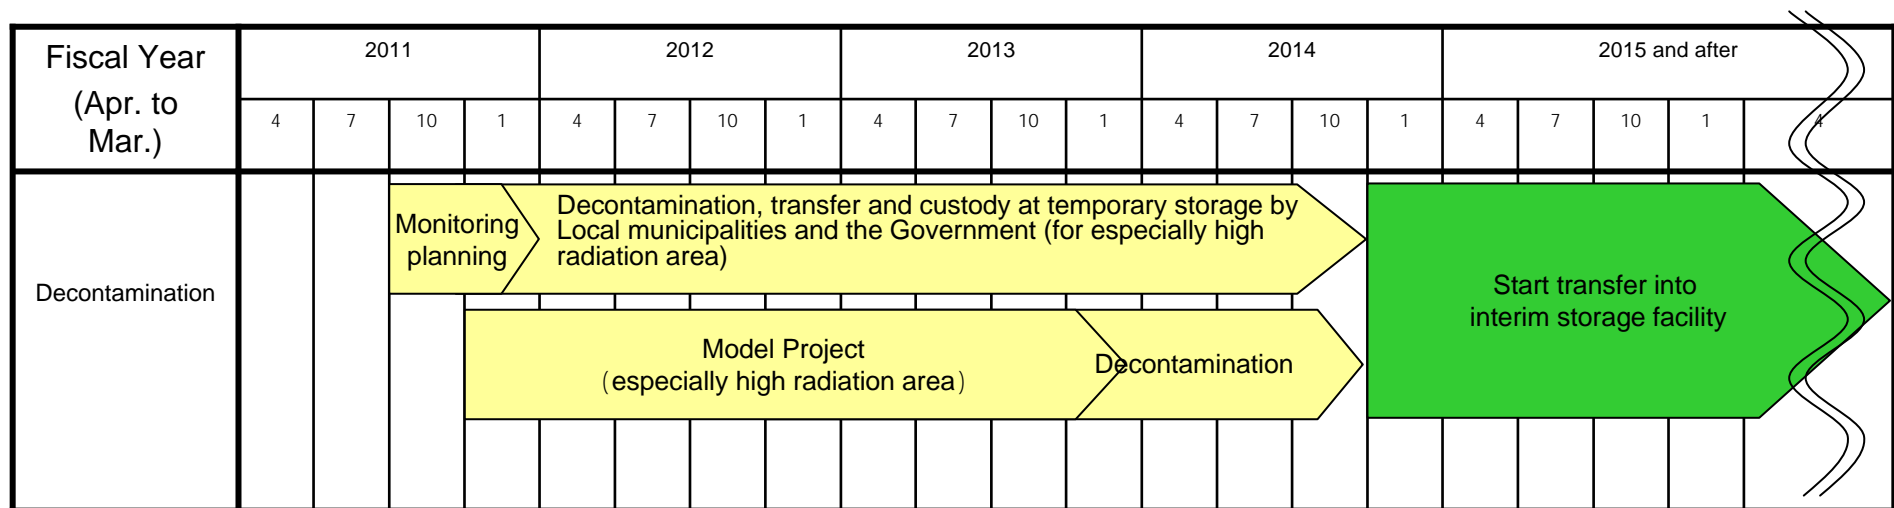 Fiscal Year
(Apr. to
Mar.)
2011 2012 2013 2014 2015 and after
4 7 10 1 4 7 10 1 4 7 10 1 4 7 10 1 4 7 10 1 4
Decontamination
Monitoring
planning
Decontamination, transfer and custody at temporary storage by
Local municipalities and the Government (for especially high
radiation area)
Model Project
(especially high radiation area)
Decontamination
Start transfer into
interim storage facility